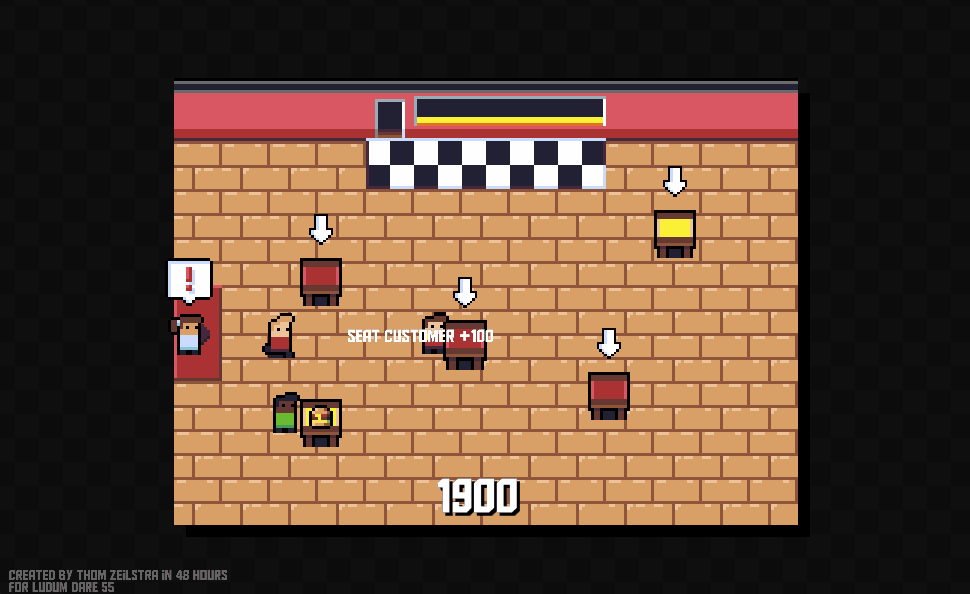 !
SEAT CUSTOMER +100
1900
CREATED BY THOM ZEILSTRA IN 48 HOURS
FOR LUDUM DARE 55